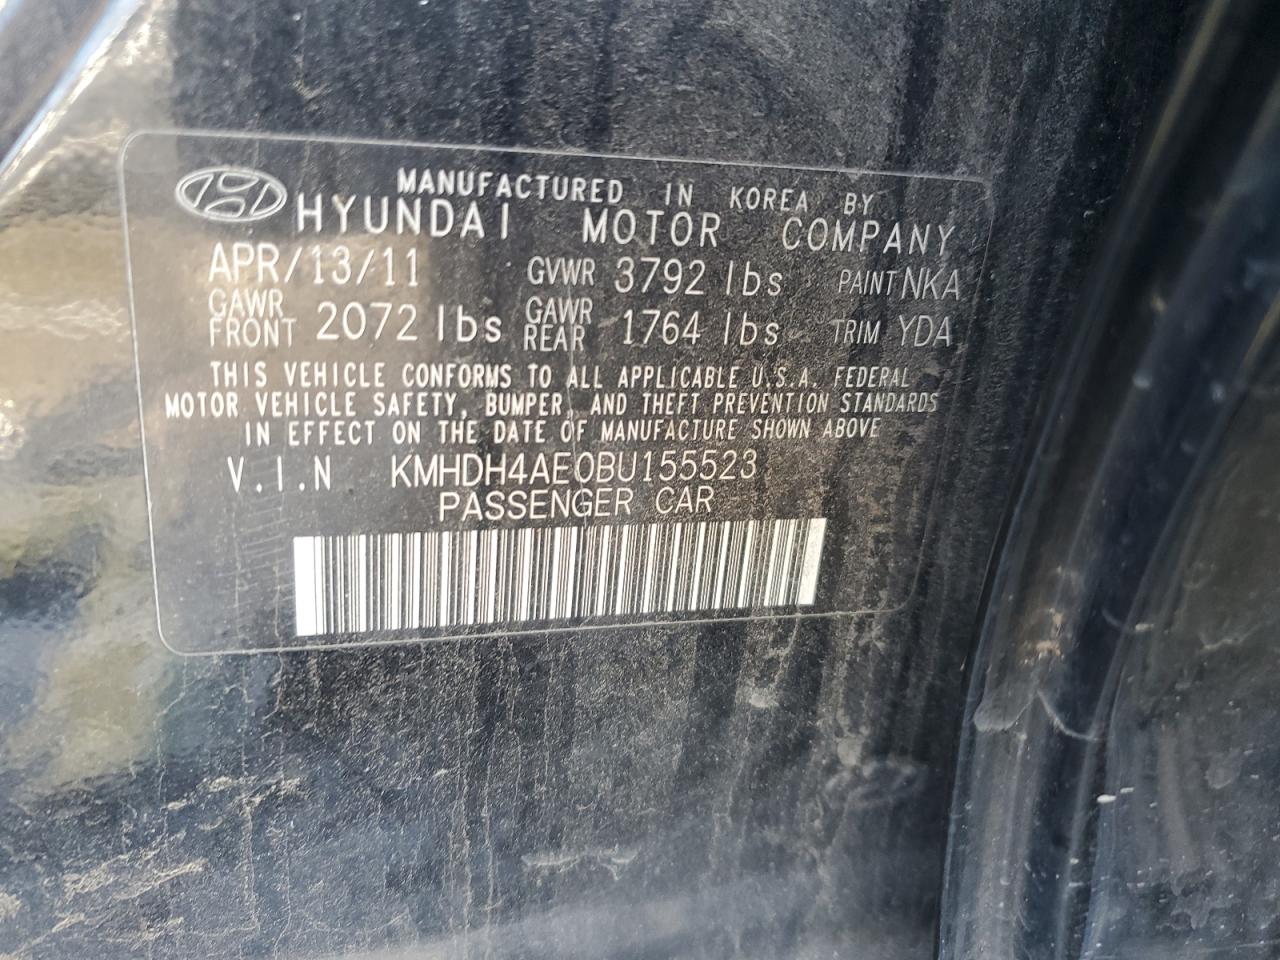 MANUFACTURED IN KOREA BY
HYUNDAI MOTOR COMPANY
APR/13/11 GVWR 3792 lbs PAINT NKA
GAWR FRONT 2072 lbs GAWR REAR 1764 lbs TRIM YDA
THIS VEHICLE CONFORMS TO ALL APPLICABLE U.S.A. FEDERAL
MOTOR VEHICLE SAFETY, BUMPER, AND THEFT PREVENTION STANDARDS
IN EFFECT ON THE DATE OF MANUFACTURE SHOWN ABOVE
V.I.N KMHDH4AE0BU155523
PASSENGER CAR